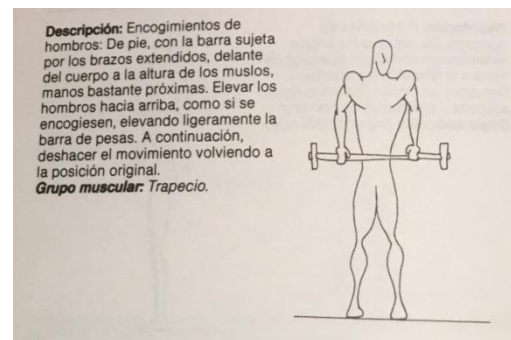 Descripción: Encogimientos de
hombros: De pie, con la barra sujeta
por los brazos extendidos, delante
del cuerpo a la altura de los muslos,
manos bastante próximas. Elevar los
hombros hacia arriba, como si se
encogiesen, elevando ligeramente la
barra de pesas. A continuación,
deshacer el movimiento volviendo a
la posición original.
Grupo muscular: Trapecio.